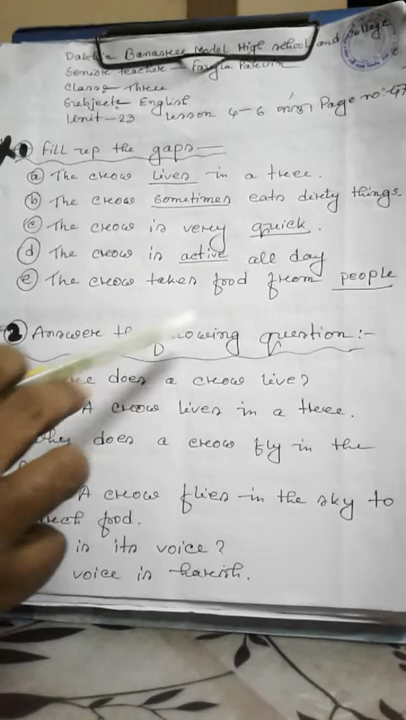 Banasree Model High school and college
Senior teacher - Parvin
Class - Three
Subject - English
Unit - 23 Lesson 4-6 Page no: 47
1 Fill up the gaps -
a The crow lives in a tree.
b The crow sometimes eats dirty things.
c The crow is very quick.
d The crow is active all day
e The crow takes food from people
2 Answer question:-
does a crow live?
A crow lives in a tree.
does a crow fly in the
A crow flies in the sky to
food.
is its voice?
voice is harsh.